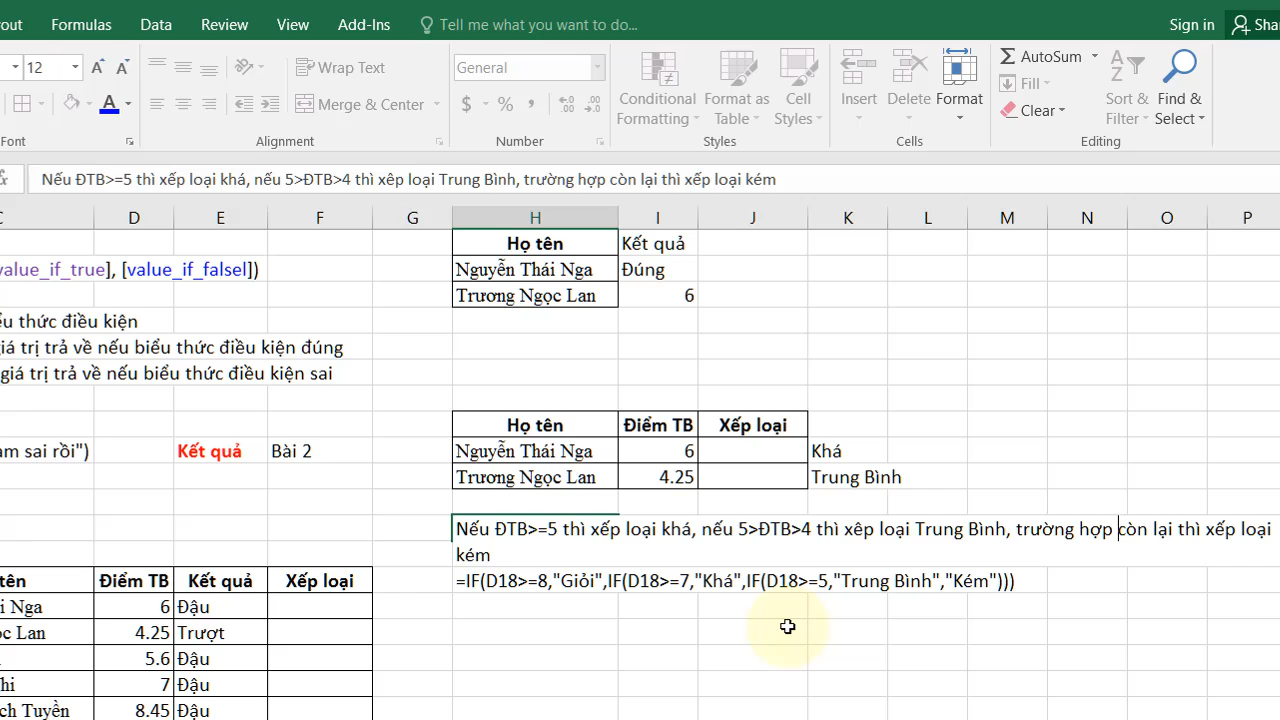 out Formulas Data Review View Add-Ins Tell me what you want to do... Sign in Sha
12 Wrap Text General AutoSum
Merge & Center $ % , Conditional Formatting Format as Table Cell Styles Insert Delete Format Fill Clear Sort & Filter Find & Select
Font Alignment Number Styles Cells Editing
fx Nếu ĐTB>=5 thì xếp loại khá, nếu 5>ĐTB>4 thì xêp loại Trung Bình, trường hợp còn lại thì xếp loại kém
C D E F G H I J K L M N O P
Họ tên Kết quả
value_if_true], [value_if_falsel]) Nguyễn Thái Nga Đúng
Trương Ngọc Lan 6
ểu thức điều kiện
giá trị trả về nếu biểu thức điều kiện đúng
giá trị trả về nếu biểu thức điều kiện sai
Họ tên Điểm TB Xếp loại
am sai rồi") Kết quả Bài 2 Nguyễn Thái Nga 6 Khá
Trương Ngọc Lan 4.25 Trung Bình
Nếu ĐTB>=5 thì xếp loại khá, nếu 5>ĐTB>4 thì xêp loại Trung Bình, trường hợp còn lại thì xếp loại
kém
tên Điểm TB Kết quả Xếp loại =IF(D18>=8,"Giỏi",IF(D18>=7,"Khá",IF(D18>=5,"Trung Bình","Kém")))
i Nga 6 Đậu
ọc Lan 4.25 Trượt
5.6 Đậu
hi 7 Đậu
ch Tuyền 8.45 Đậu